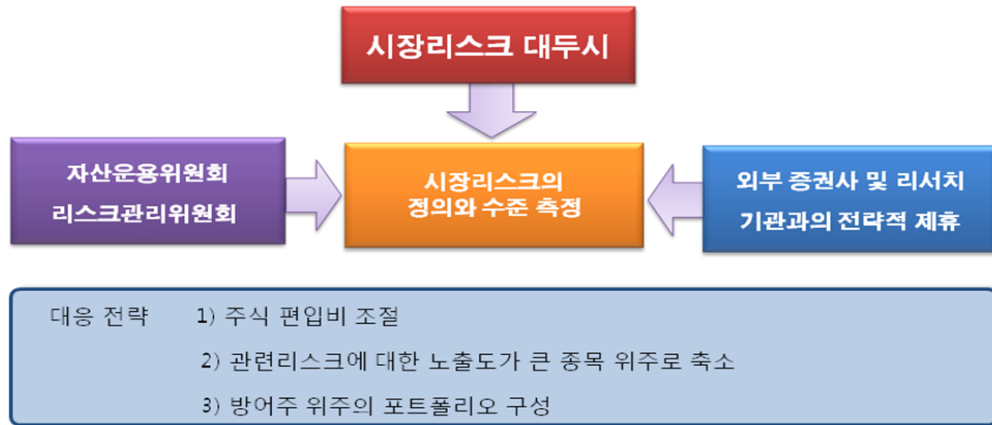 시장리스크 대두시
자산운용위원회
리스크관리위원회
시장리스크의
정의와 수준 측정
외부 증권사 및 리서치
기관과의 전략적 제휴
대응 전략 1) 주식 편입비 조절
2) 관련리스크에 대한 노출도가 큰 종목 위주로 축소
3) 방어주 위주의 포트폴리오 구성